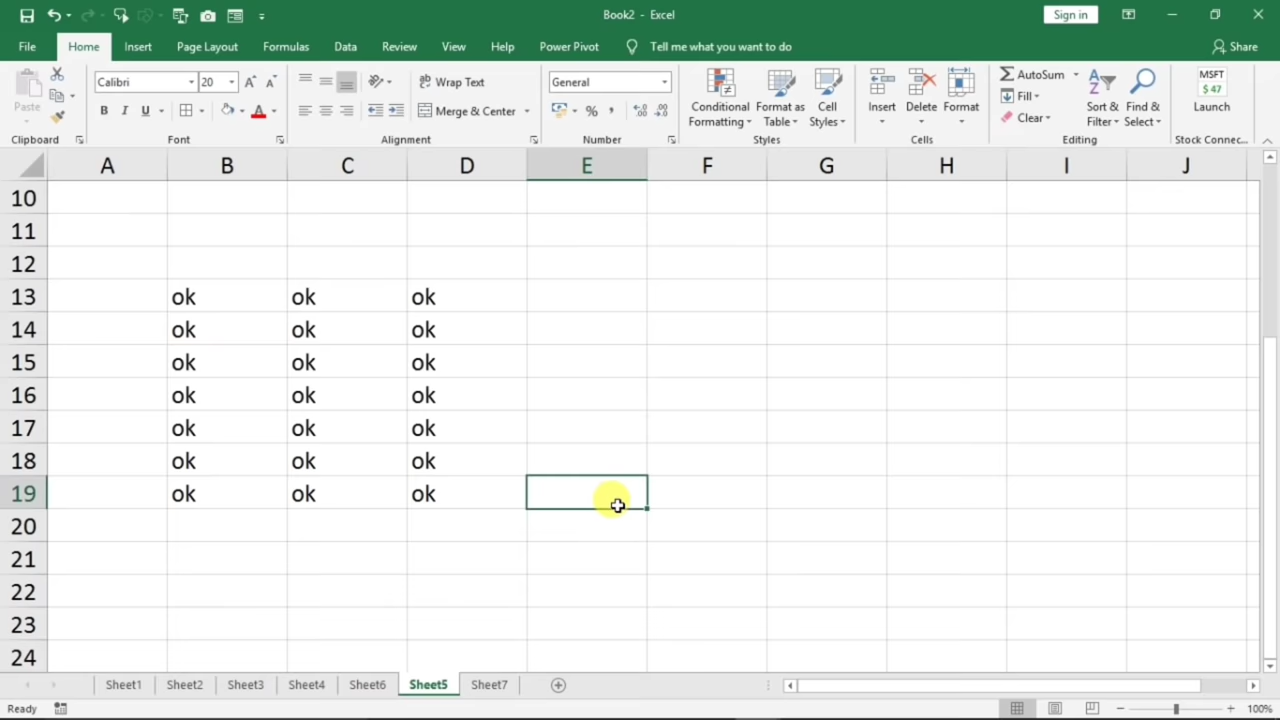 Book2 - Excel
Sign in
File Home Insert Page Layout Formulas Data Review View Help Power Pivot Tell me what you want to do Share
Paste
Calibri 20
B I U
Wrap Text
Merge & Center
General
% ,
Conditional Formatting
Format as Table
Cell Styles
Insert
Delete
Format
AutoSum
Fill
Clear
Sort & Filter
Find & Select
MSFT
$ 47
Launch
Clipboard Font Alignment Number Styles Cells Editing Stock Connec...
A B C D E F G H I J
10
11
12
13 ok ok ok
14 ok ok ok
15 ok ok ok
16 ok ok ok
17 ok ok ok
18 ok ok ok
19 ok ok ok
20
21
22
23
24
Sheet1 Sheet2 Sheet3 Sheet4 Sheet6 Sheet5 Sheet7
Ready 100%